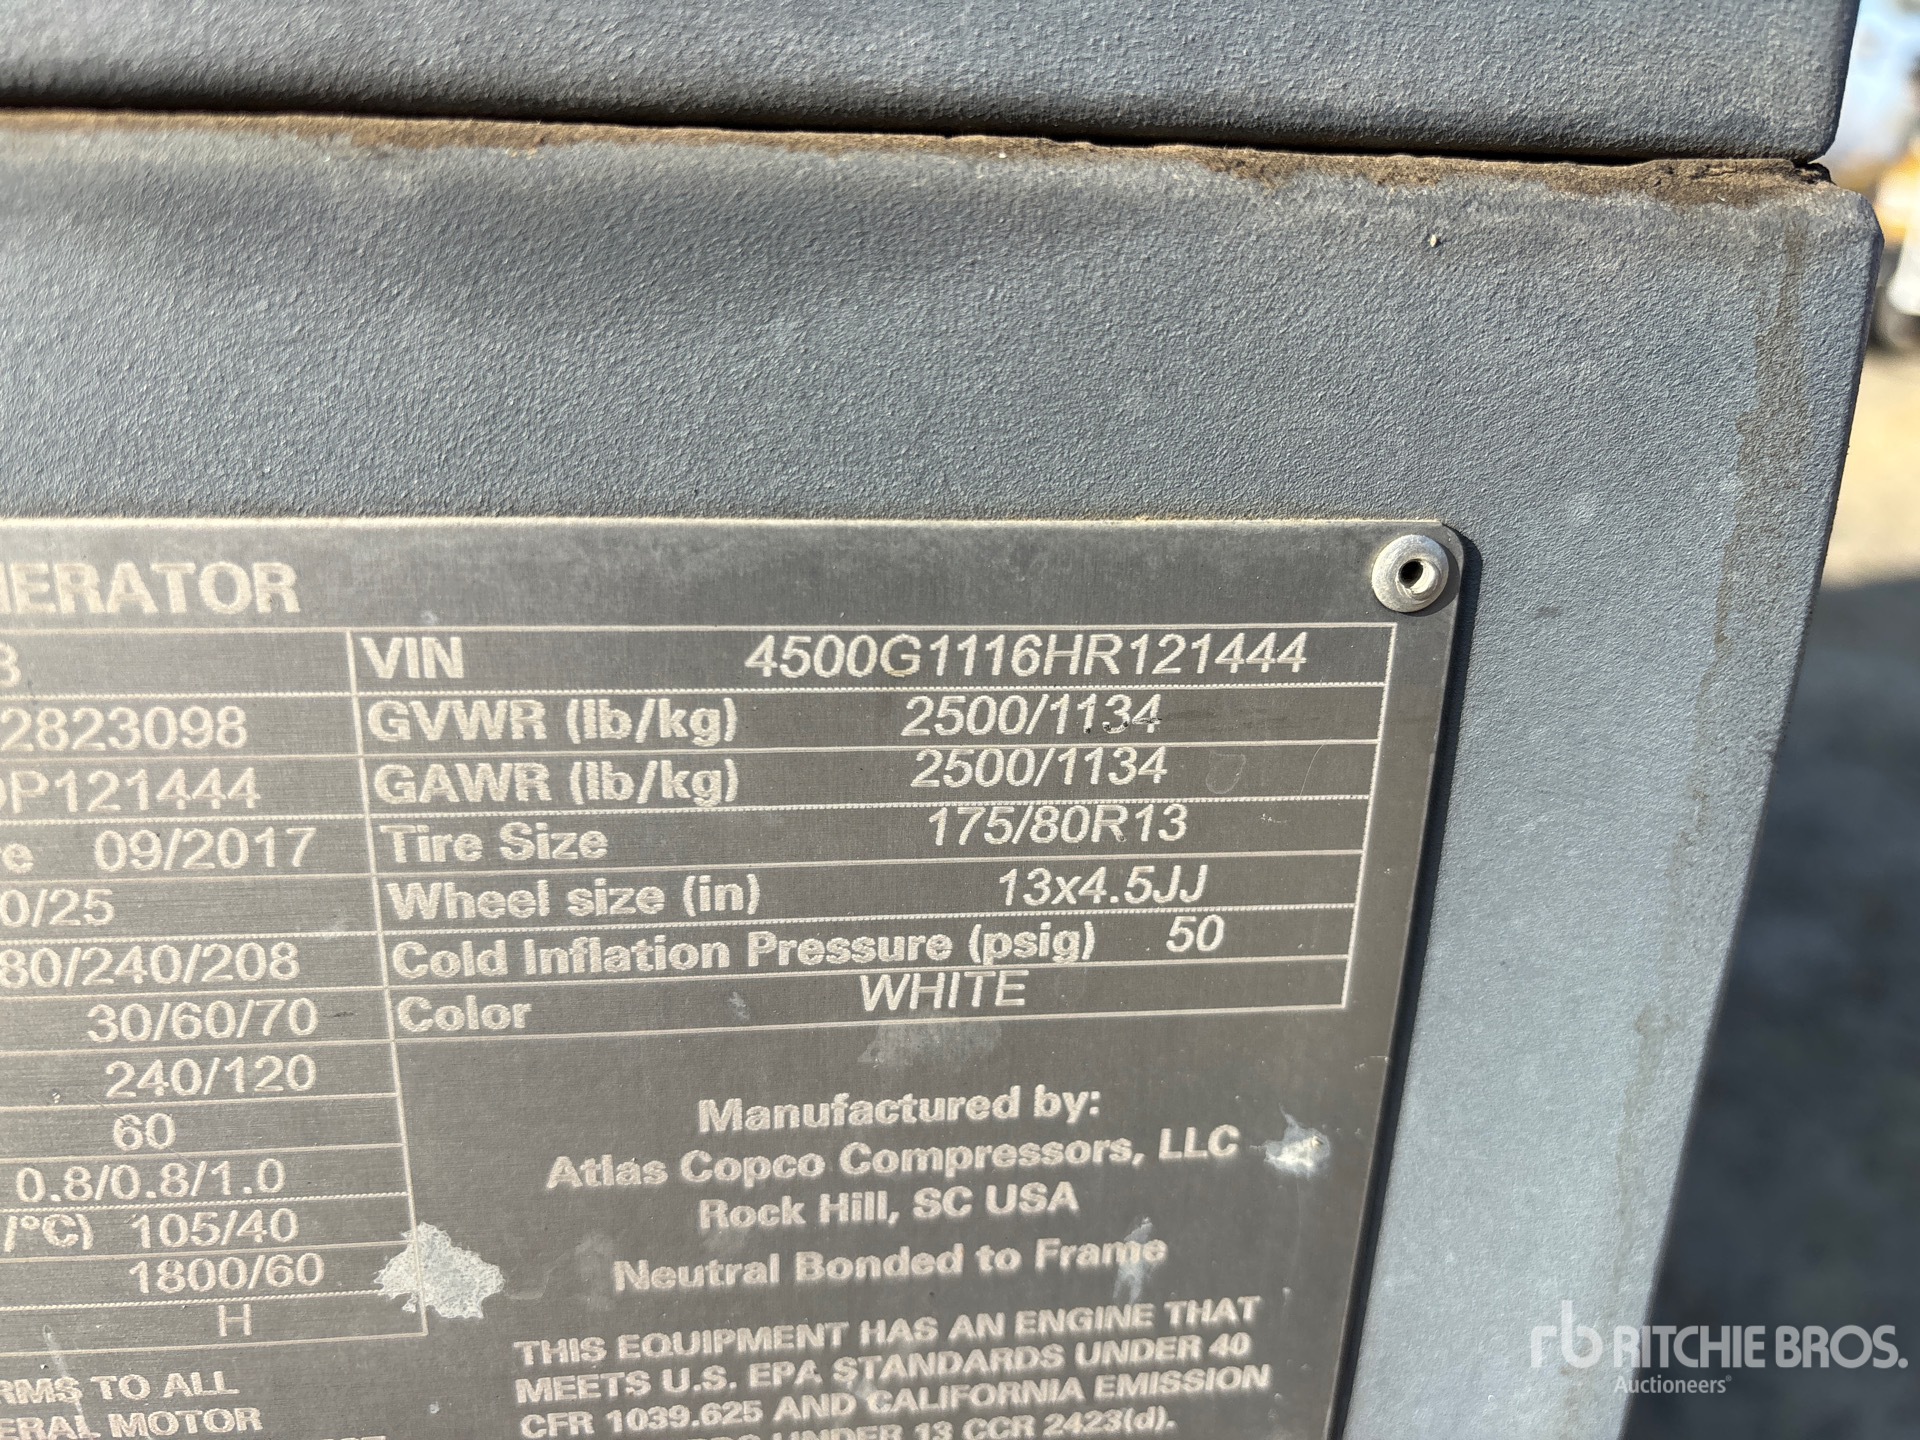 NERATOR
VIN 4500G1116HR121444
2823098 GVWR (lb/kg) 2500/1134
P121444 GAWR (lb/kg) 2500/1134
re 09/2017 Tire Size 175/80R13
0/25 Wheel size (in) 13x4.5JJ
80/240/208 Cold Inflation Pressure (psig) 50
30/60/70 Color WHITE
240/120
60
0.8/0.8/1.0
/°C) 105/40
1800/60
H
Manufactured by:
Atlas Copco Compressors, LLC
Rock Hill, SC USA
Neutral Bonded to Frame
RMS TO ALL
ERAL MOTOR
THIS EQUIPMENT HAS AN ENGINE THAT
MEETS U.S. EPA STANDARDS UNDER 40
CFR 1039.625 AND CALIFORNIA EMISSION
UNDER 13 CCR 2423(d).
rb RITCHIE BROS.
Auctioneers